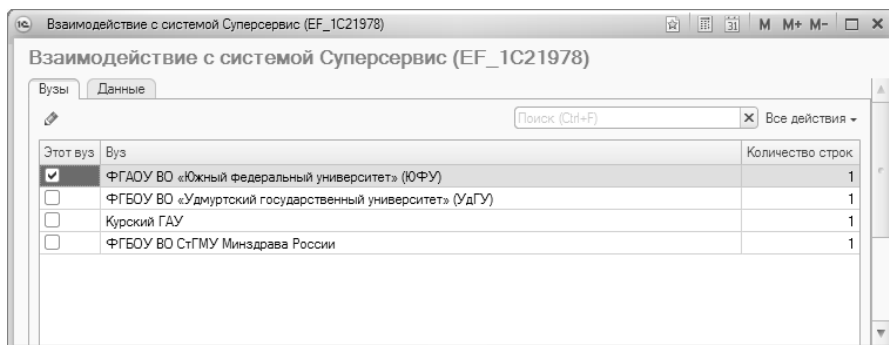 1С Взаимодействие с системой Суперсервис (EF_1C21978) 31 M M+ M-
Взаимодействие с системой Суперсервис (EF_1C21978)
Вузы Данные
Поиск (Ctrl+F) Все действия
Этот вуз Вуз Количество строк
ФГАОУ ВО «Южный федеральный университет» (ЮФУ) 1
ФГБОУ ВО «Удмуртский государственный университет» (УдГУ) 1
Курский ГАУ 1
ФГБОУ ВО СтГМУ Минздрава России 1